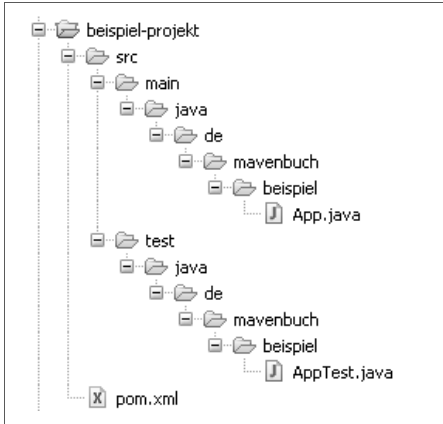 beispiel-projekt
src
main
java
de
mavenbuch
beispiel
App.java
test
java
de
mavenbuch
beispiel
AppTest.java
pom.xml